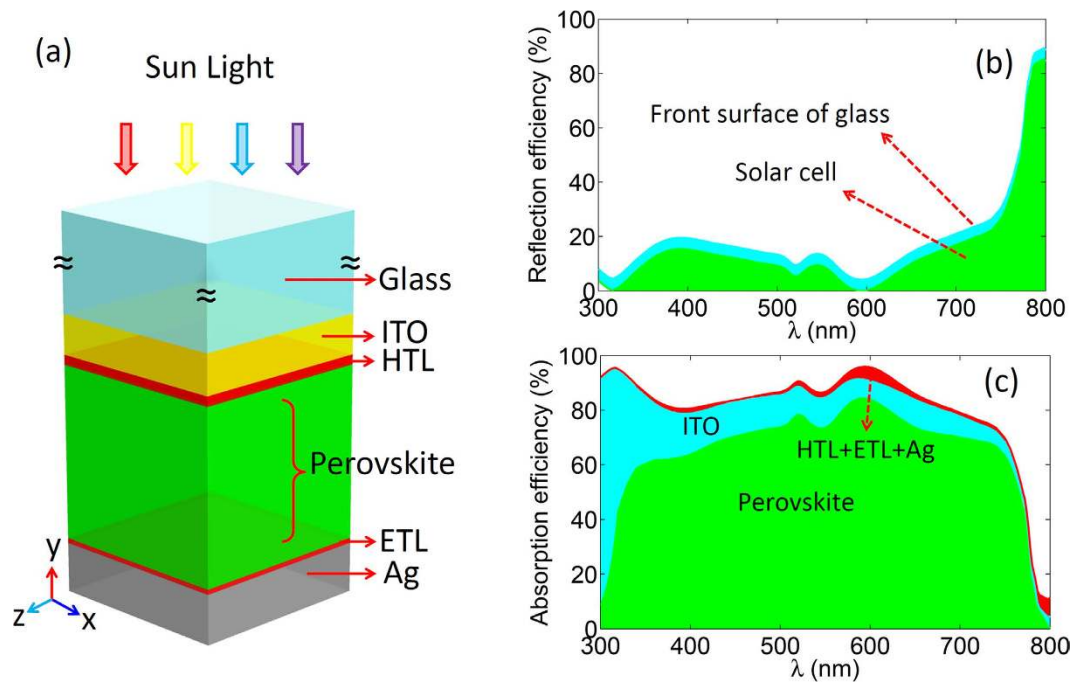 (a)
Sun Light
≈
≈
≈
Glass
ITO
HTL
Perovskite
ETL
Ag
y
z
x
(b)
Reflection efficiency (%)
100
80
60
40
20
0
Front surface of glass
Solar cell
300 400 500 600 700 800
λ (nm)
(c)
Absorption efficiency (%)
100
80
60
40
20
0
ITO
HTL+ETL+Ag
Perovskite
300 400 500 600 700 800
λ (nm)